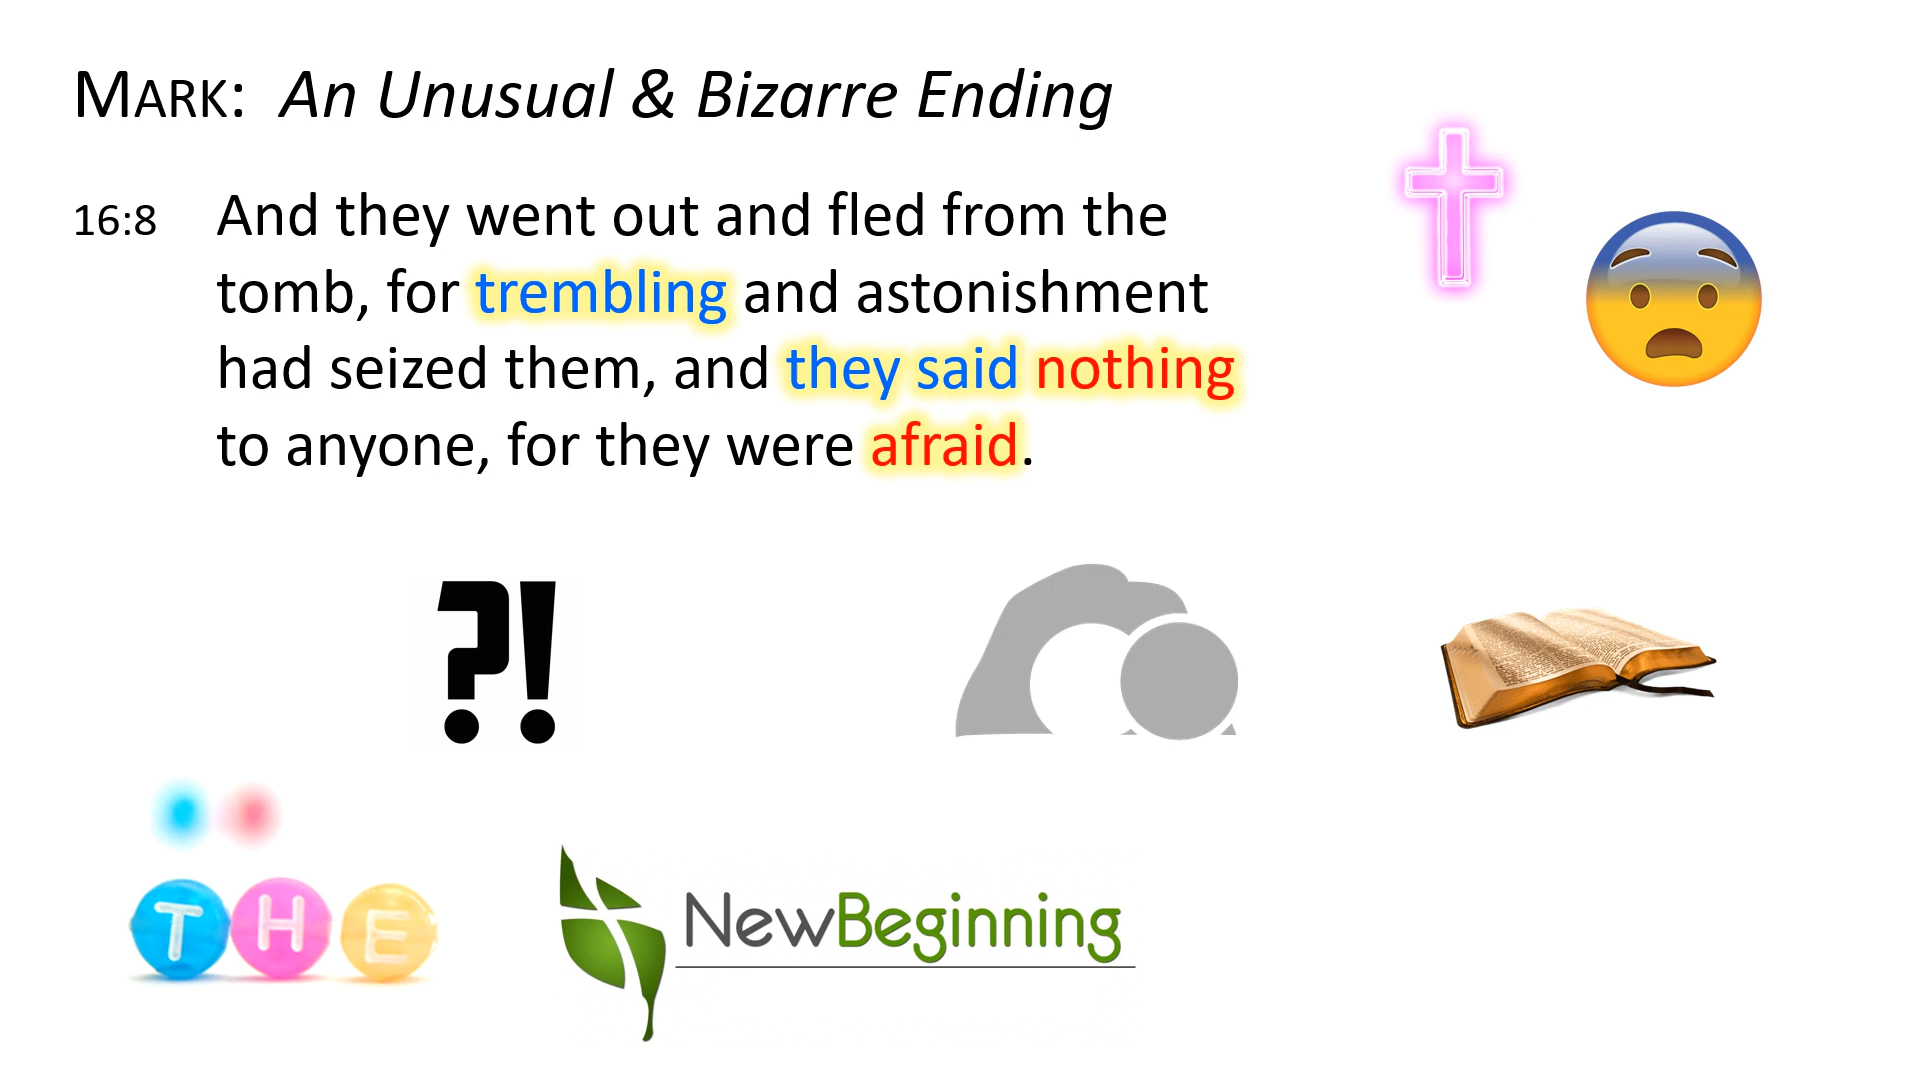 MARK: An Unusual & Bizarre Ending
16:8 And they went out and fled from the
tomb, for trembling and astonishment
had seized them, and they said nothing
to anyone, for they were afraid.
?!
THE
NewBeginning